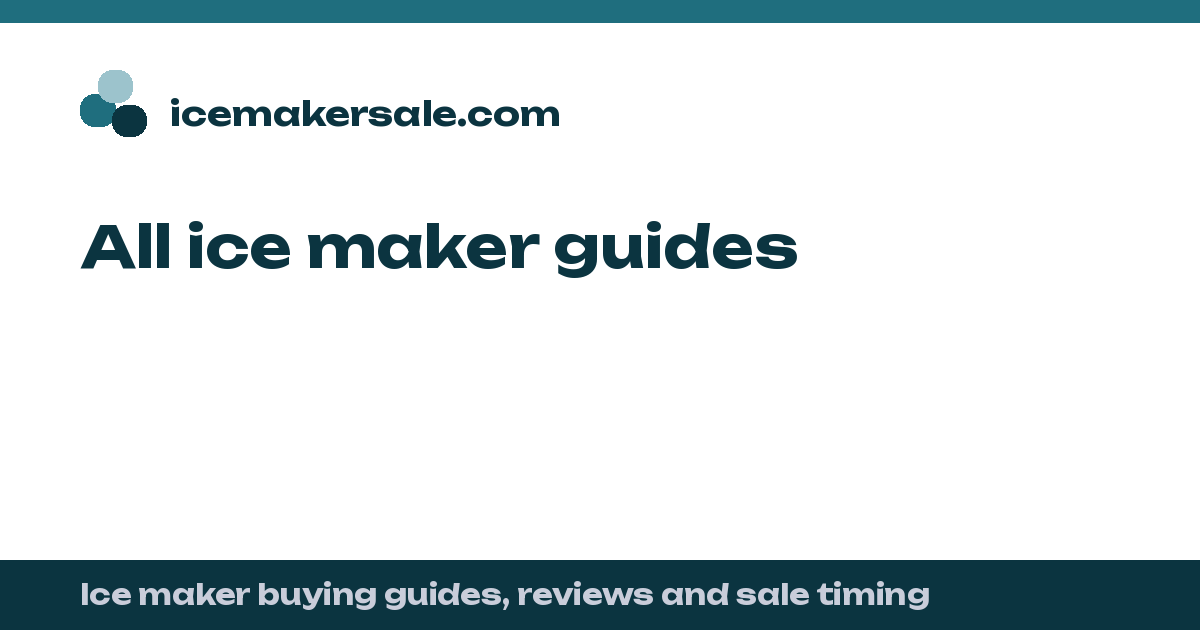 icemakersale.com
All ice maker guides
Ice maker buying guides, reviews and sale timing